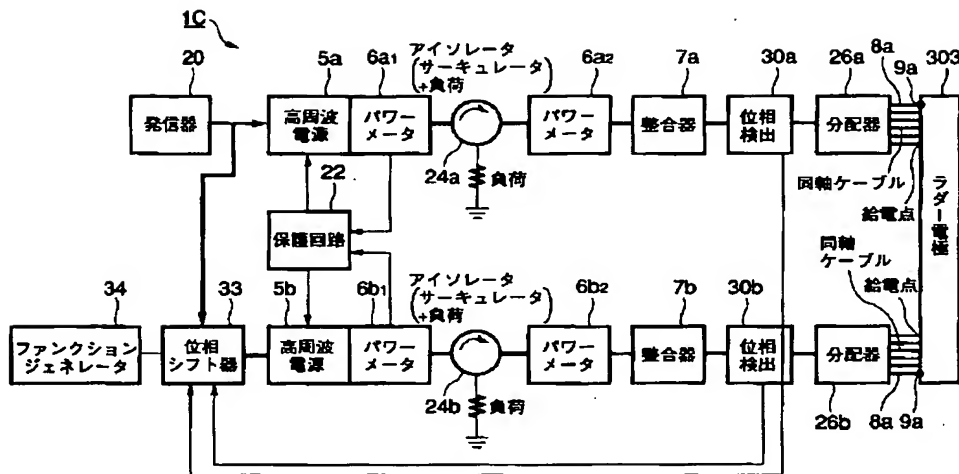 1C
20
発信器
5a
高周波
電源
6a1
パワー
メータ
アイソレータ
(サーキュレータ)
+負荷
24a
負荷
6a2
パワー
メータ
7a
整合器
30a
位相
検出
26a
分配器
8a
9a
303
同軸ケーブル
給電点
ラダー電極
22
保護回路
34
ファンクション
ジェネレータ
33
位相
シフト器
5b
高周波
電源
6b1
パワー
メータ
アイソレータ
(サーキュレータ)
+負荷
24b
負荷
6b2
パワー
メータ
7b
整合器
30b
位相
検出
分配器
26b
同軸
ケーブル
給電点
8a
9a